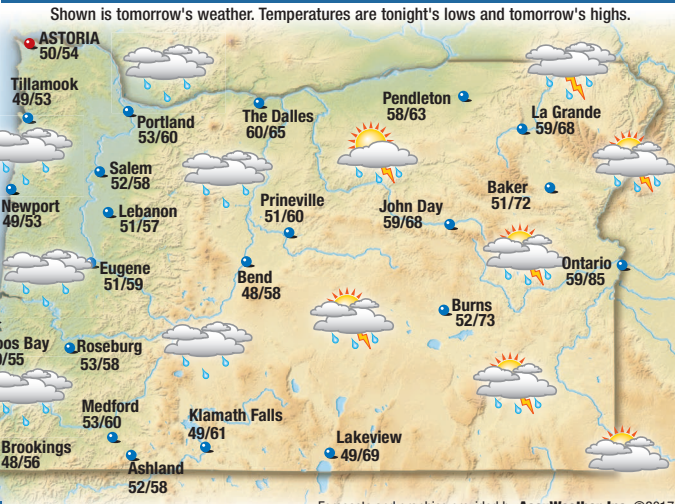 Shown is tomorrow's weather. Temperatures are tonight's lows and tomorrow's highs.
ASTORIA
50/54
Tillamook
49/53
Portland
53/60
The Dalles
60/65
Pendleton
58/63
La Grande
59/68
Salem
52/58
Newport
49/53
Lebanon
51/57
Prineville
51/60
John Day
59/68
Baker
51/72
Eugene
51/59
Bend
48/58
Ontario
59/85
Burns
52/73
oos Bay
/55
Roseburg
53/58
Medford
53/60
Klamath Falls
49/61
Lakeview
49/69
Brookings
48/56
Ashland
52/58